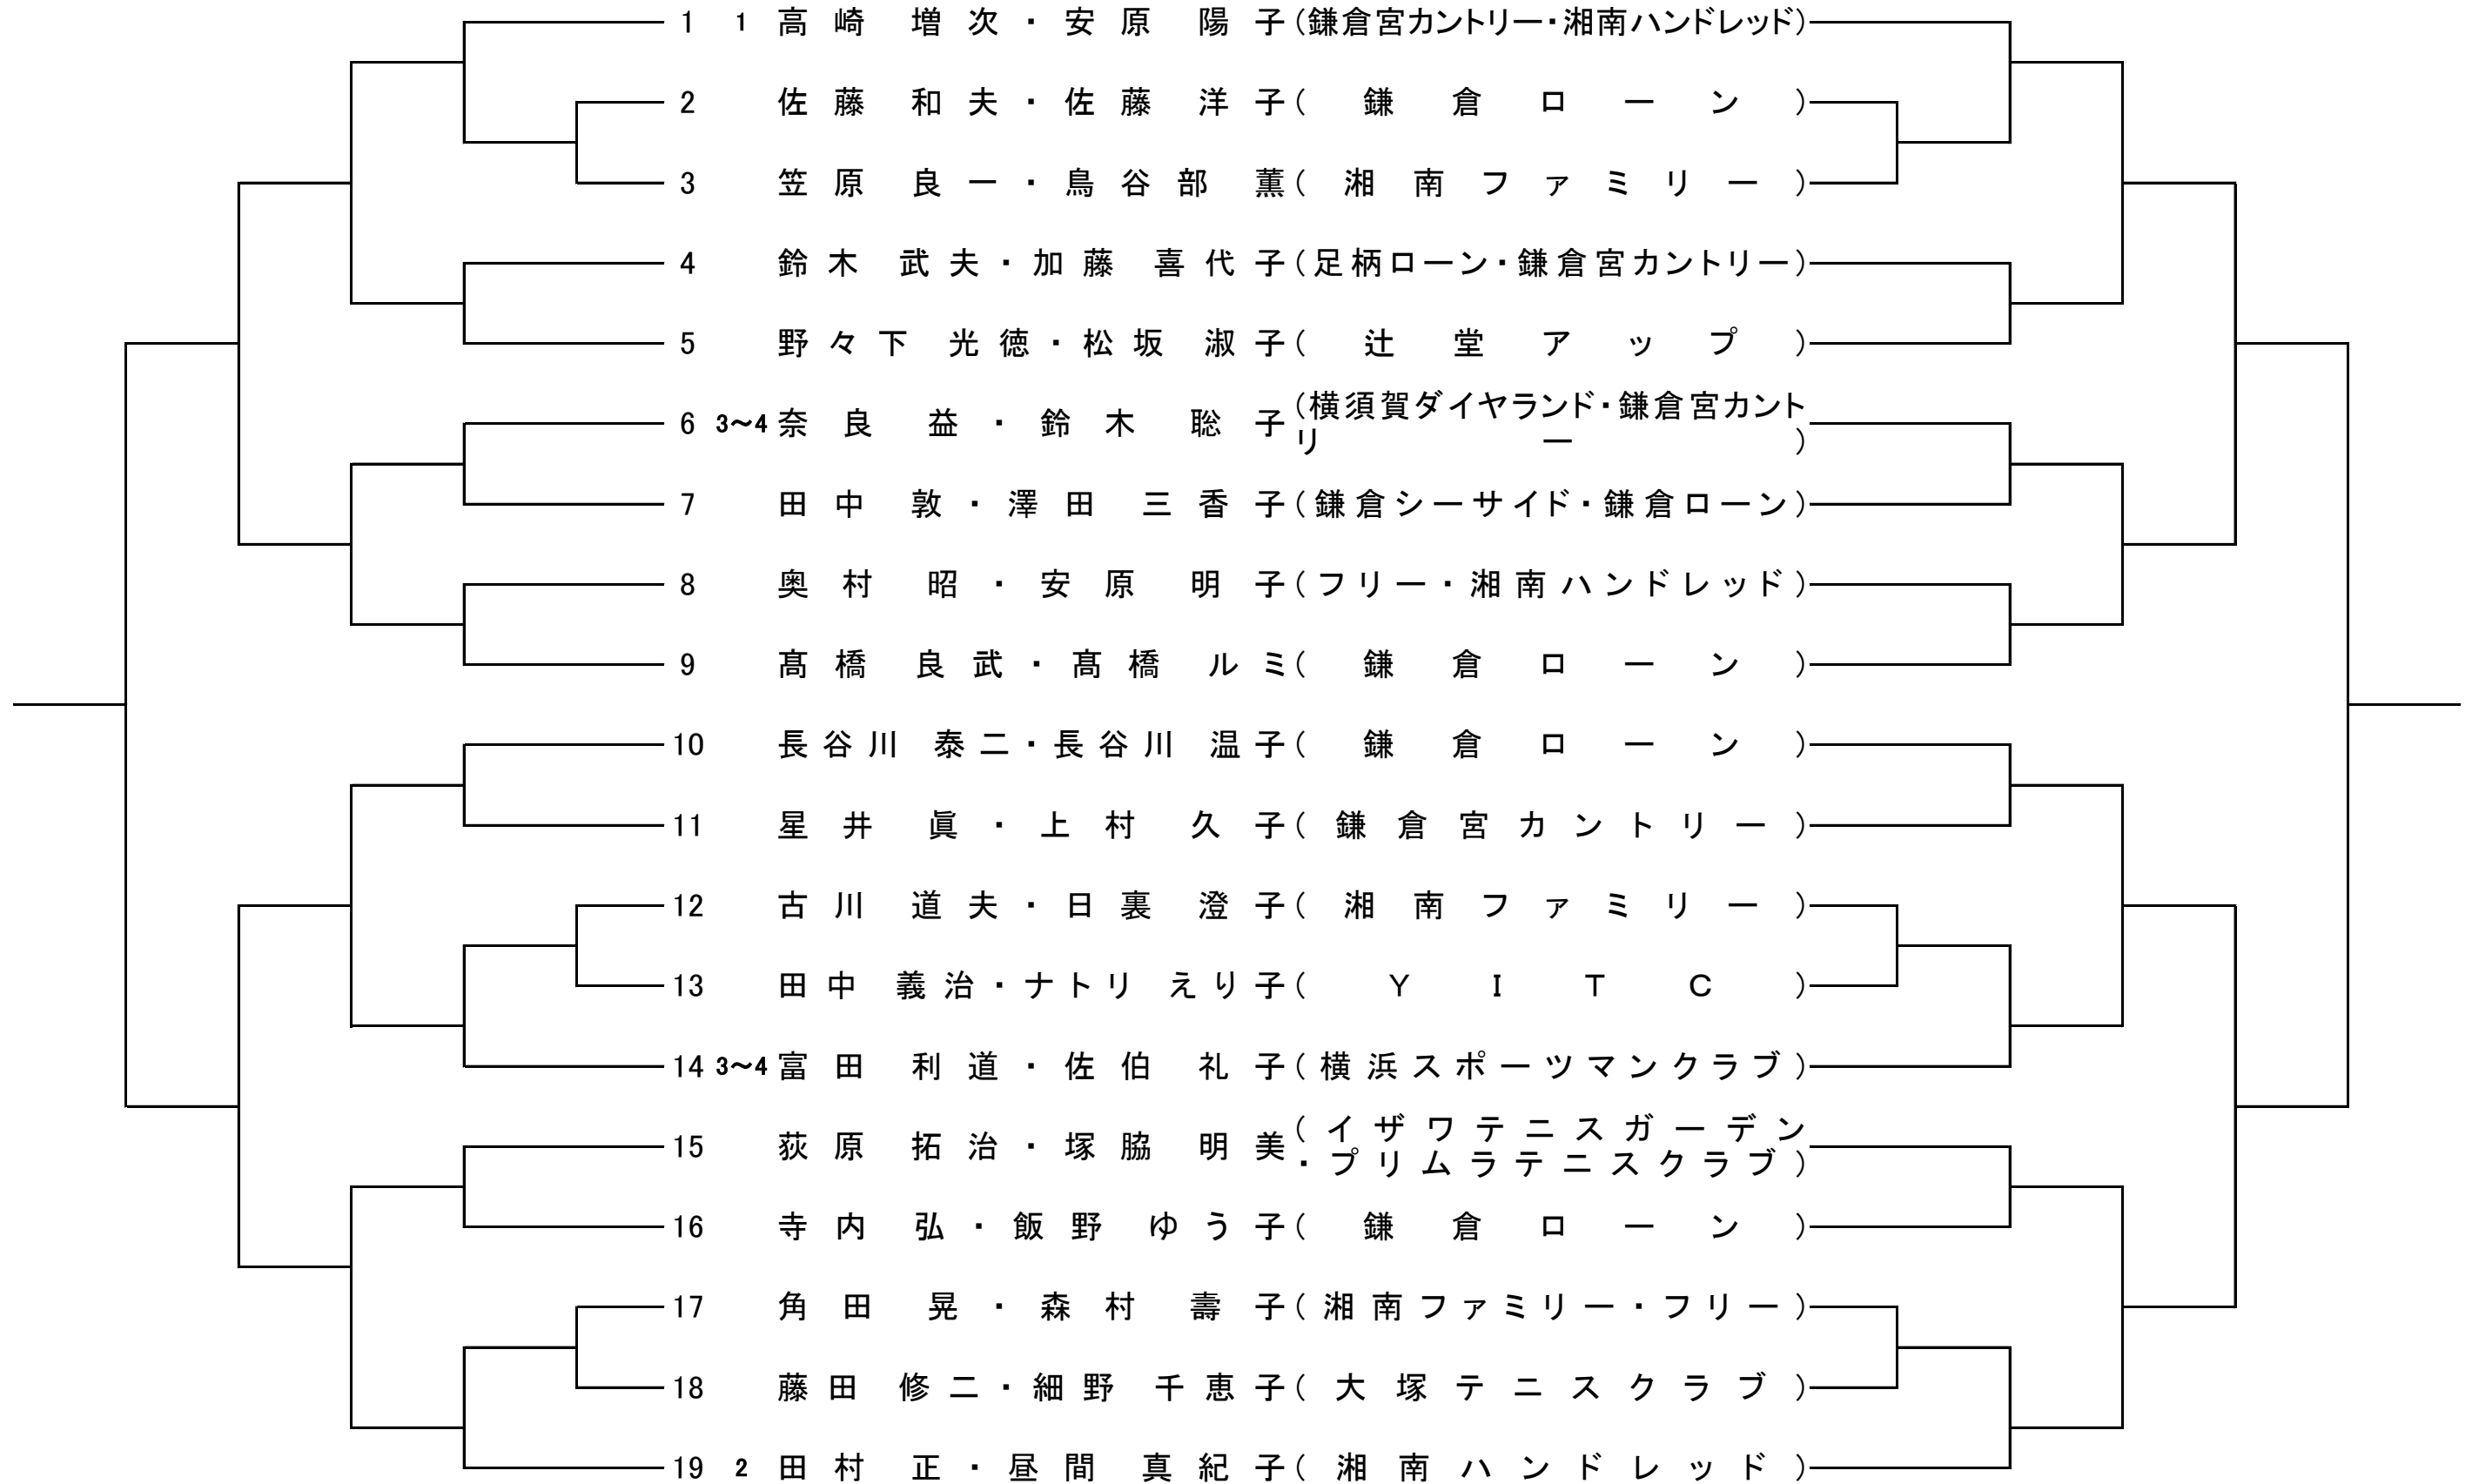 1 1 高崎 増次・安原 陽子(鎌倉宮カントリー・湘南ハンドレッド)
2 佐藤 和夫・佐藤 洋子(鎌倉ローン)
3 笠原 良一・鳥谷部 薫(湘南ファミリー)
4 鈴木 武夫・加藤 喜代子(足柄ローン・鎌倉宮カントリー)
5 野々下 光徳・松坂 淑子(辻堂アップ)
6 3～4 奈良 益・鈴木 聡子(横須賀ダイヤランド・鎌倉宮カント
リー)
7 田中 敦・澤田 三香子(鎌倉シーサイド・鎌倉ローン)
8 奥村 昭・安原 明子(フリー・湘南ハンドレッド)
9 髙橋 良武・髙橋 ルミ(鎌倉ローン)
10 長谷川 泰二・長谷川 温子(鎌倉ローン)
11 星井 眞・上村 久子(鎌倉宮カントリー)
12 古川 道夫・日裏 澄子(湘南ファミリー)
13 田中 義治・ナトリ えり子(YITC)
14 3～4 富田 利道・佐伯 礼子(横浜スポーツマンクラブ)
15 荻原 拓治・塚脇 明美(イザワテニスガーデン
・プリムラテニスクラブ)
16 寺内 弘・飯野 ゆう子(鎌倉ローン)
17 角田 晃・森村 壽子(湘南ファミリー・フリー)
18 藤田 修二・細野 千恵子(大塚テニスクラブ)
19 2 田村 正・昼間 真紀子(湘南ハンドレッド)